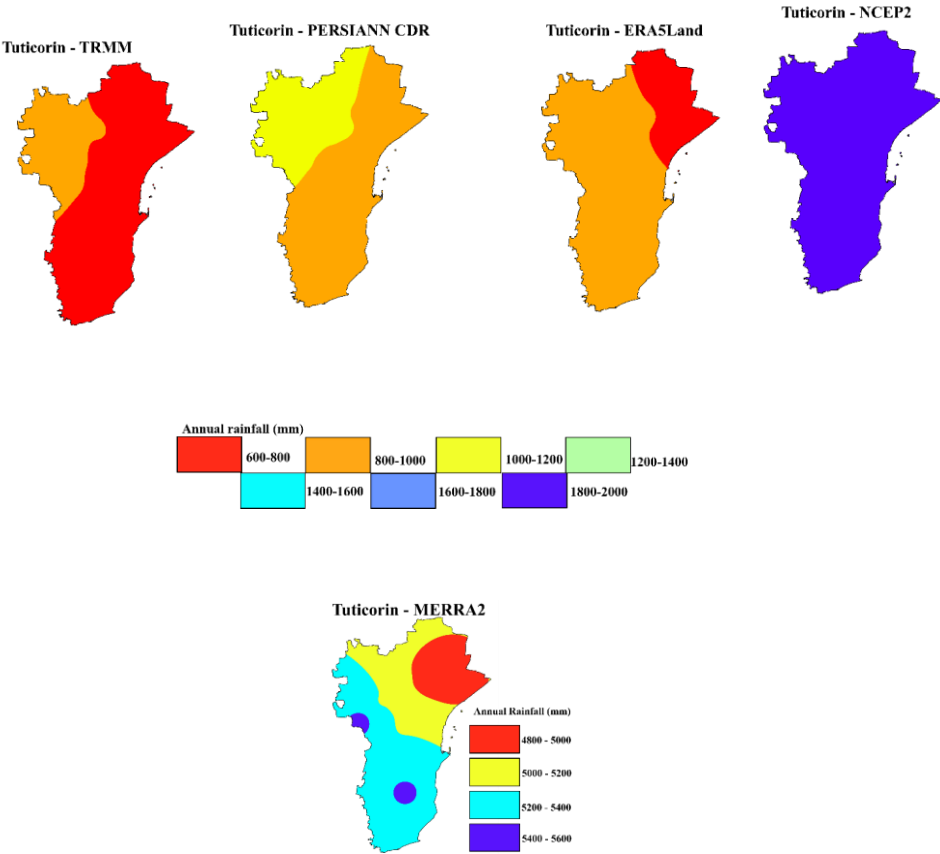 Tuticorin - TRMM
Tuticorin - PERSIANN CDR
Tuticorin - ERA5Land
Tuticorin - NCEP2
Annual rainfall (mm)
600-800
800-1000
1000-1200
1200-1400
1400-1600
1600-1800
1800-2000
Tuticorin - MERRA2
Annual Rainfall (mm)
4800 - 5000
5000 - 5200
5200 - 5400
5400 - 5600